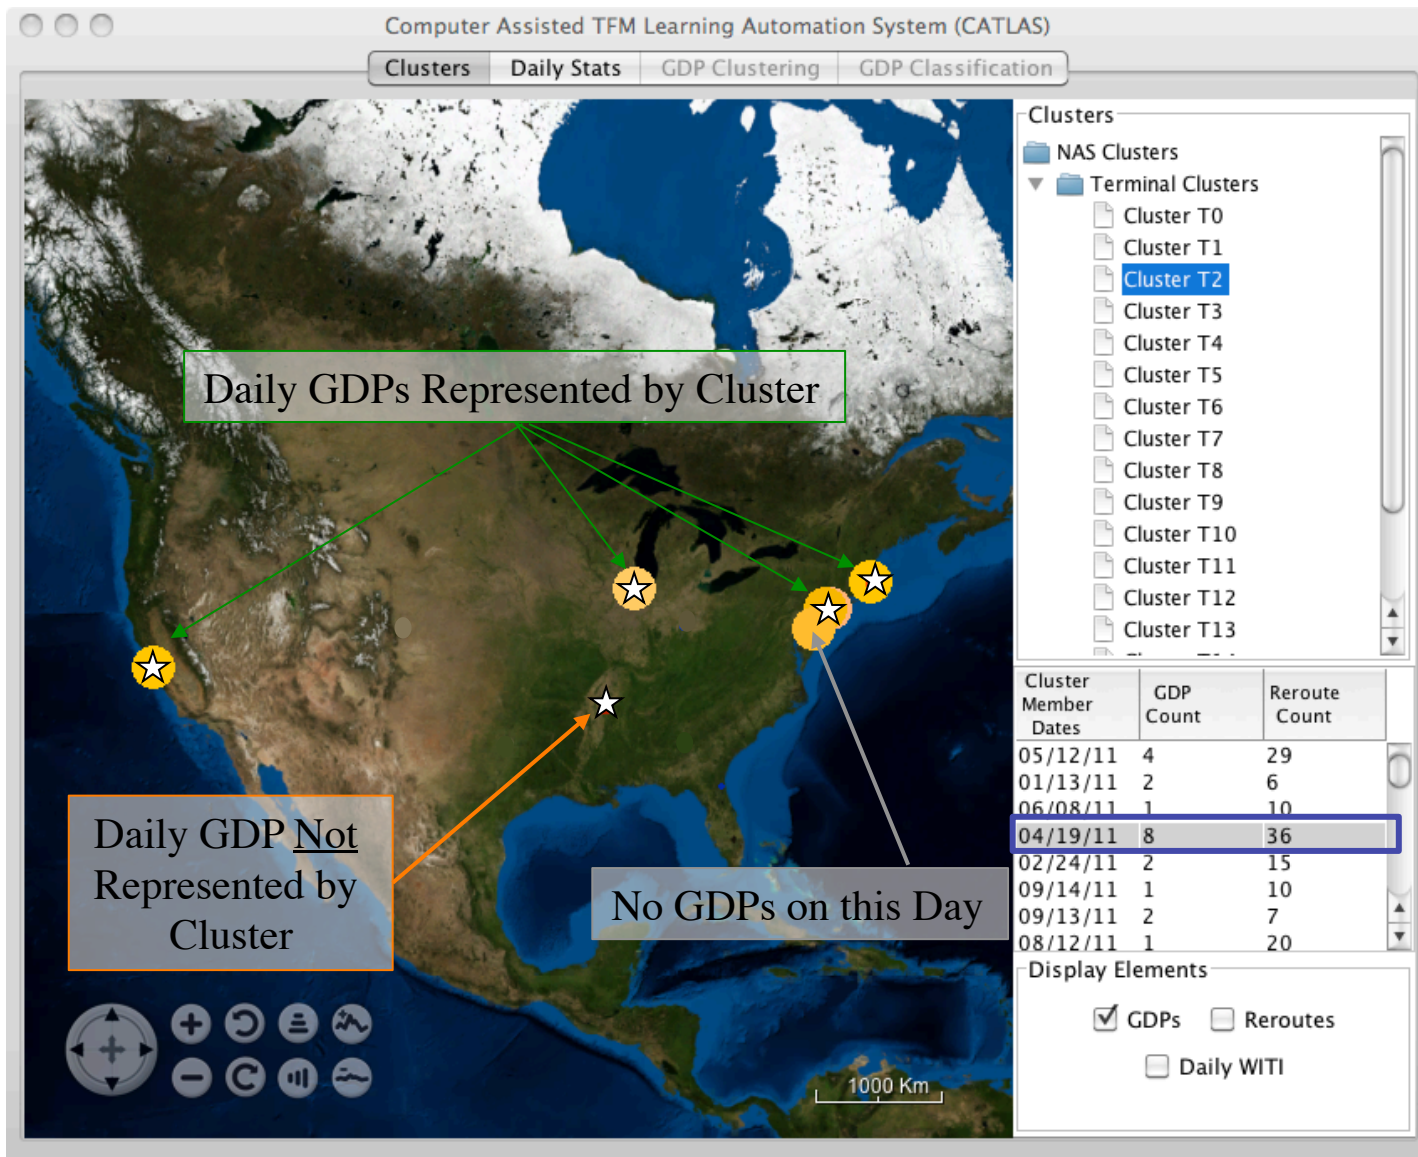 Computer Assisted TFM Learning Automation System (CATLAS)
Clusters Daily Stats GDP Clustering GDP Classification
Daily GDPs Represented by Cluster
Daily GDP Not
Represented by
Cluster
No GDPs on this Day
1000 Km
Clusters
NAS Clusters
Terminal Clusters
Cluster T0
Cluster T1
Cluster T2
Cluster T3
Cluster T4
Cluster T5
Cluster T6
Cluster T7
Cluster T8
Cluster T9
Cluster T10
Cluster T11
Cluster T12
Cluster T13
Cluster Member Dates GDP Count Reroute Count
05/12/11 4 29
01/13/11 2 6
06/08/11 1 10
04/19/11 8 36
02/24/11 2 15
09/14/11 1 10
09/13/11 2 7
08/12/11 1 20
Display Elements
GDPs Reroutes
Daily WITI